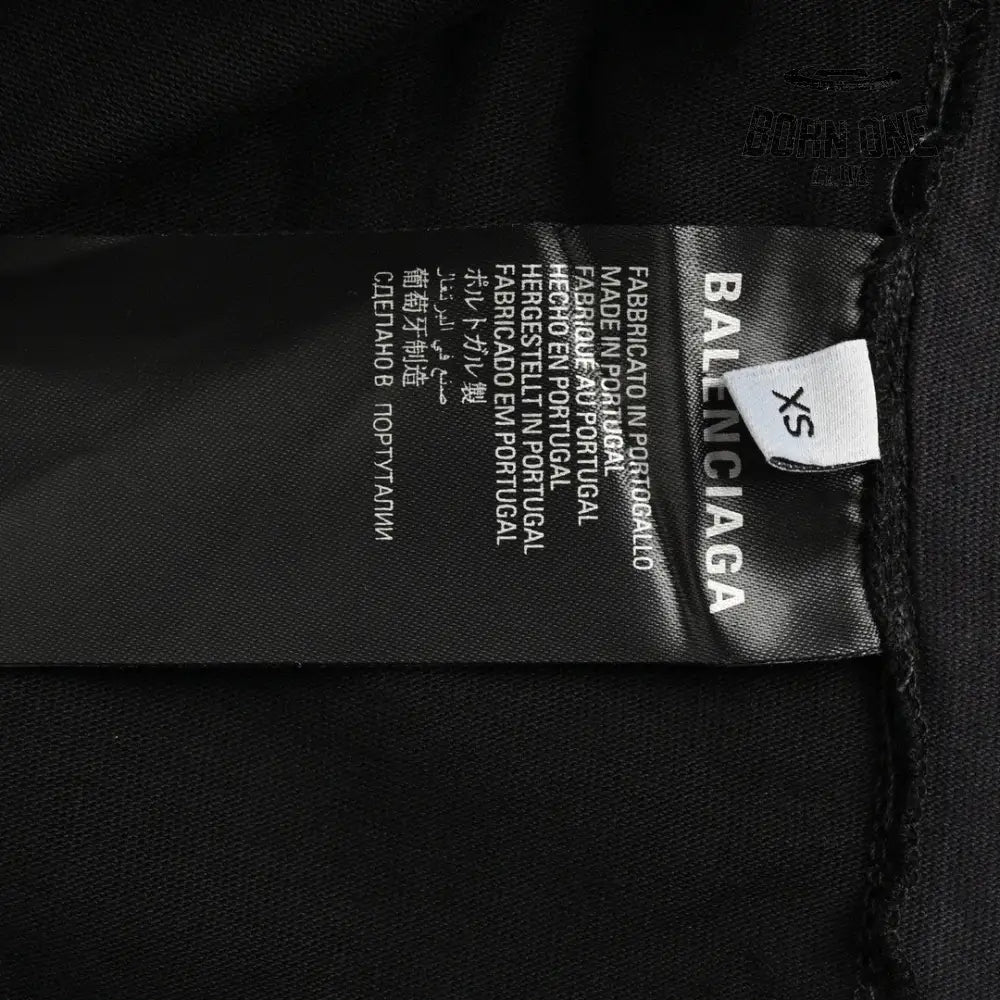 BORN ONE
BALENCIAGA
XS
FABBRICATO IN PORTOGALLO
MADE IN PORTUGAL
FABRIQUÉ AU PORTUGAL
HECHO EN PORTUGAL
HERGESTELLT IN PORTUGAL
FABRICADO EM PORTUGAL
ポルトガル製
صنع في البرتغال
葡萄牙制造
СДЕЛАНО В ПОРТУТАЛИИ